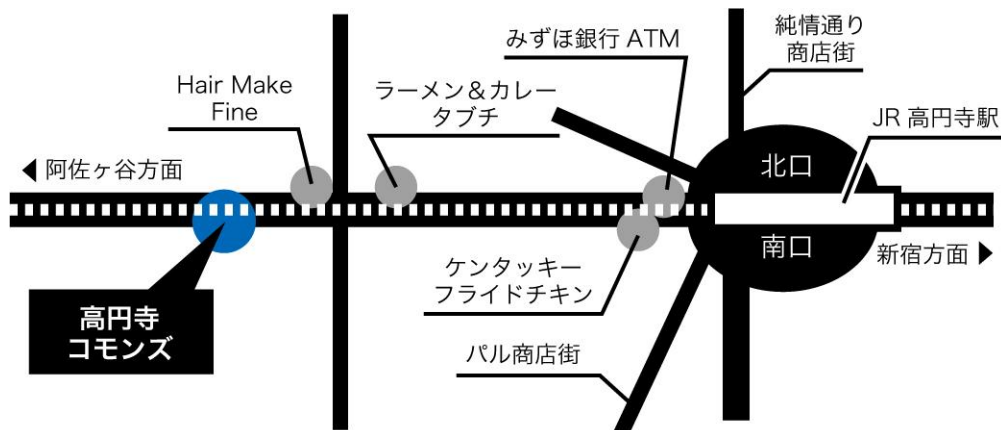 みずほ銀行 ATM
純情通り
商店街
Hair Make
Fine
ラーメン＆カレー
タブチ
JR 高円寺駅
◀ 阿佐ヶ谷方面
北口
南口
新宿方面 ▶
ケンタッキー
フライドチキン
高円寺
コモンズ
パル商店街